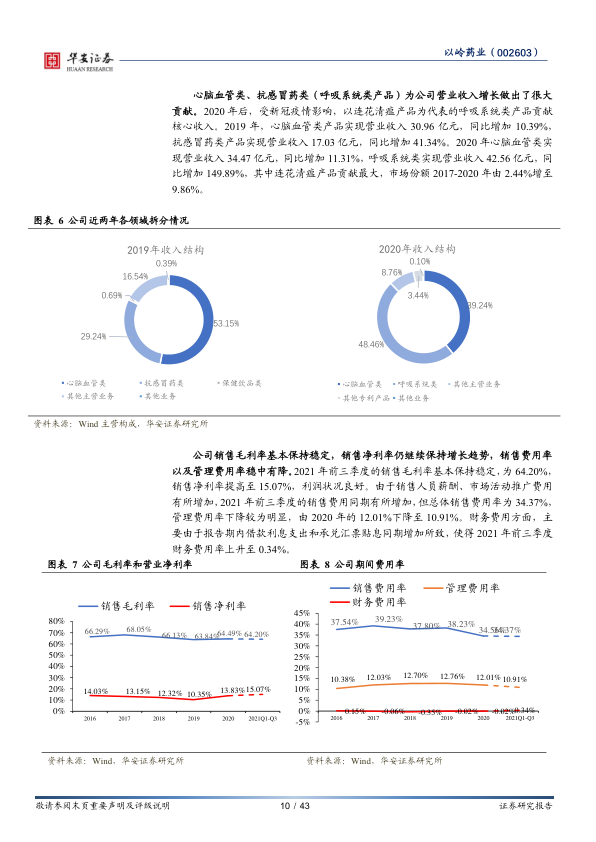 华安证券
HUAAN RESEARCH
以岭药业（002603）
心脑血管类、抗感冒药类（呼吸系统类产品）为公司营业收入增长做出了很大
贡献。2020 年后，受新冠疫情影响，以连花清瘟产品为代表的呼吸系统类产品贡献
核心收入。2019 年，心脑血管类产品实现营业收入 30.96 亿元，同比增加 10.39%，
抗感冒药类产品实现营业收入 17.03 亿元，同比增加 41.34%。2020 年心脑血管类实
现营业收入 34.47 亿元，同比增加 11.31%，呼吸系统类实现营业收入 42.56 亿元，同
比增加 149.89%，其中连花清瘟产品贡献最大，市场份额 2017-2020 年由 2.44%增至
9.86%。
图表 6 公司近两年各领域拆分情况
2019年收入结构
0.39%
16.54%
0.69%
53.15%
29.24%
心脑血管类 抗感冒药类 保健饮品类
其他主营业务 其他业务
2020年收入结构
0.10%
8.76%
3.44%
39.24%
48.46%
心脑血管类 呼吸系统类 其他主营业务
其他专利产品 其他业务
资料来源：Wind 主营构成，华安证券研究所
公司销售毛利率基本保持稳定，销售净利率仍继续保持增长趋势，销售费用率
以及管理费用率稳中有降。2021 年前三季度的销售毛利率基本保持稳定，为 64.20%，
销售净利率提高至 15.07%，利润状况良好。由于销售人员薪酬、市场活动推广费用
有所增加，2021 年前三季度的销售费用同期有所增加，但总体销售费用率为 34.37%，
管理费用率下降较为明显，由 2020 年的 12.01%下降至 10.91%。财务费用方面，主
要由于报告期内借款利息支出和承兑汇票贴息同期增加所致，使得 2021 年前三季度
财务费用率上升至 0.34%。
图表 7 公司毛利率和营业净利率
销售毛利率 销售净利率
80%
70%
60%
50%
40%
30%
20%
10%
0%
66.29% 68.05% 66.13% 63.84% 64.49% 64.20%
14.03% 13.15% 12.32% 10.35% 13.83% 15.07%
2016 2017 2018 2019 2020 2021Q1-Q3
图表 8 公司期间费用率
销售费用率 管理费用率
财务费用率
45%
40%
35%
30%
25%
20%
15%
10%
5%
0%
-5%
37.54% 39.23% 37.80% 38.23% 34.37%
10.38% 12.03% 12.70% 12.76% 12.01% 10.91%
0.15% -0.06% -0.35% -0.02% -0.02% 0.34%
2016 2017 2018 2019 2020 2021Q1-Q3
资料来源：Wind，华安证券研究所
资料来源：Wind，华安证券研究所
敬请参阅末页重要声明及评级说明
10 / 43
证券研究报告